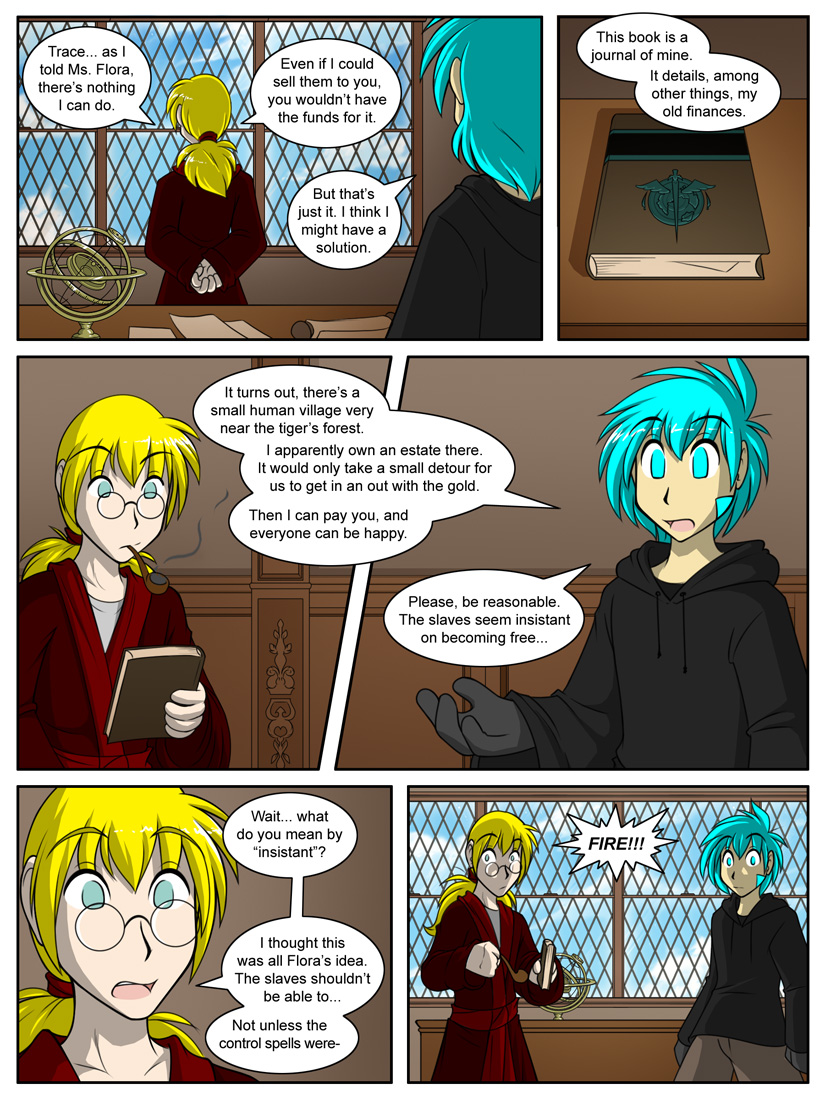 Trace... as I
told Ms. Flora,
there's nothing
I can do.
Even if I could
sell them to you,
you wouldn't have
the funds for it.
But that's
just it. I think I
might have a
solution.
This book is a
journal of mine.
It details, among
other things, my
old finances.
It turns out, there's a
small human village very
near the tiger's forest.
I apparently own an estate there.
It would only take a small detour for
us to get in an out with the gold.
Then I can pay you, and
everyone can be happy.
Please, be reasonable.
The slaves seem insistant
on becoming free...
Wait... what
do you mean by
“insistant”?
I thought this
was all Flora's idea.
The slaves shouldn't
be able to...
Not unless the
control spells were-
FIRE!!!